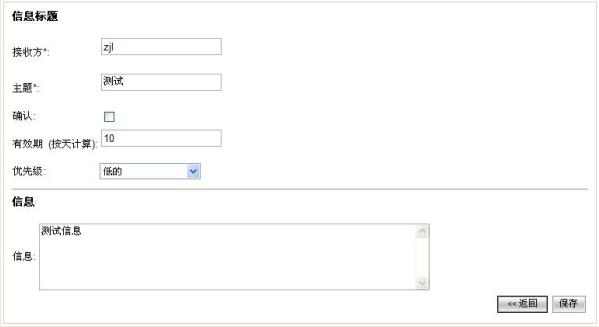 信息标题
接收方*: zjl
主题*: 测试
确认:
有效期 (按天计算): 10
优先级: 低的
信息
信息: 测试信息
<< 返回 保存